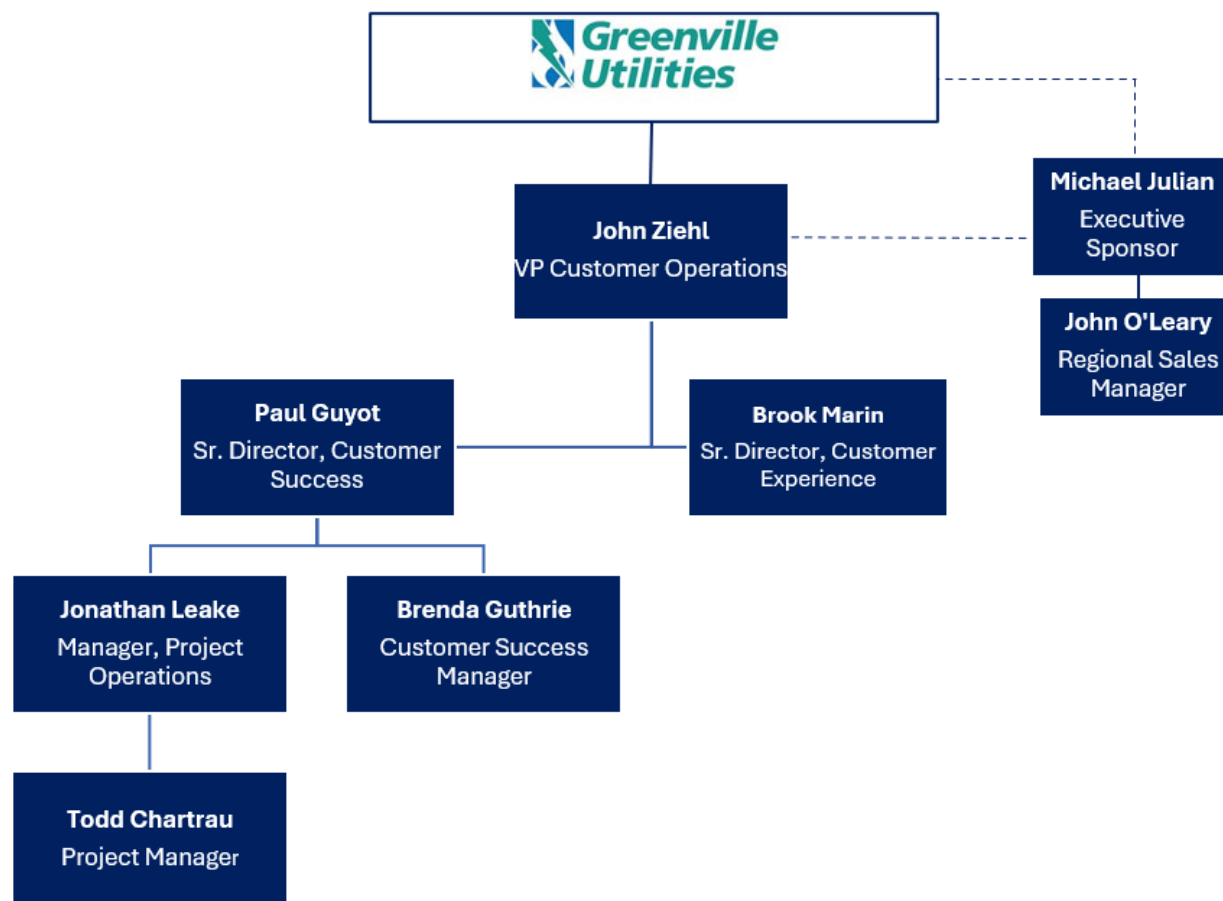 Greenville
Utilities
Michael Julian
Executive
Sponsor
John Ziehl
VP Customer Operations
John O'Leary
Regional Sales
Manager
Paul Guyot
Sr. Director, Customer
Success
Brook Marin
Sr. Director, Customer
Experience
Jonathan Leake
Manager, Project
Operations
Brenda Guthrie
Customer Success
Manager
Todd Chartrau
Project Manager